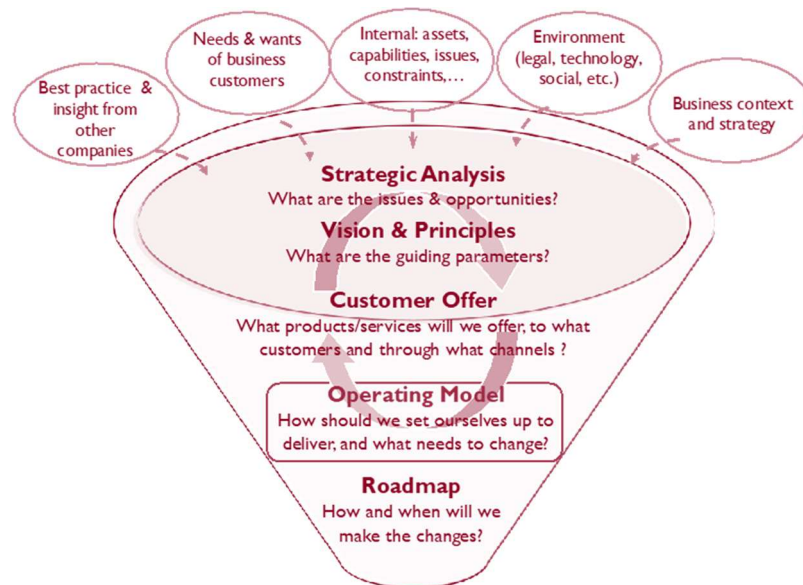 Best practice & 
insight from
other
companies
Needs & wants
of business
customers
Internal: assets,
capabilities, issues,
constraints,...
Environment
(legal, technology,
social, etc.)
Business context
and strategy
Strategic Analysis
What are the issues & opportunities?
Vision & Principles
What are the guiding parameters?
Customer Offer
What products/services will we offer, to what
customers and through what channels ?
Operating Model
How should we set ourselves up to
deliver, and what needs to change?
Roadmap
How and when will we
make the changes?